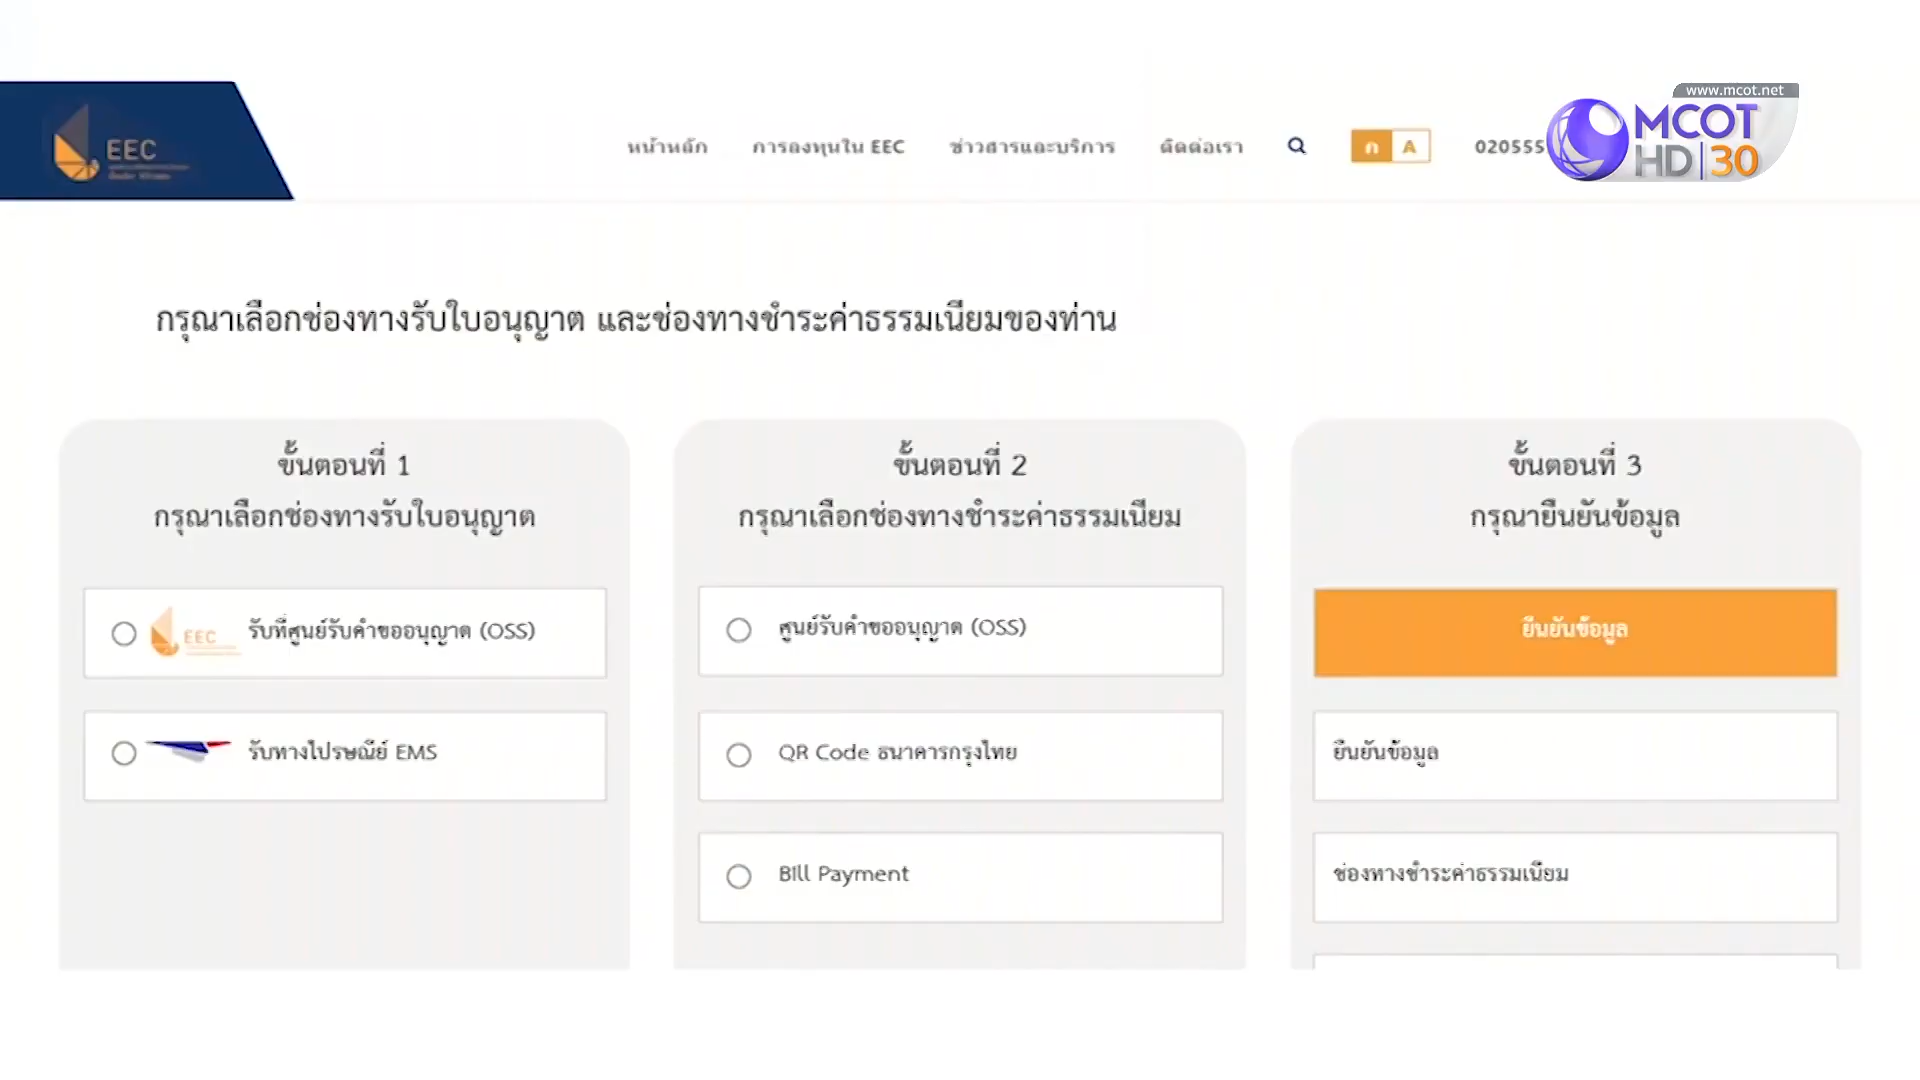 www.mcot.net
MCOT
HD 30
EEC
หน้าหลัก การลงทุนใน EEC ข่าวสารและบริการ ติดต่อเรา ก A 020555
กรุณาเลือกช่องทางรับใบอนุญาต และช่องทางชำระค่าธรรมเนียมของท่าน
ขั้นตอนที่ 1
กรุณาเลือกช่องทางรับใบอนุญาต
EEC รับที่ศูนย์รับคำขออนุญาต (OSS)
รับทางไปรษณีย์ EMS
ขั้นตอนที่ 2
กรุณาเลือกช่องทางชำระค่าธรรมเนียม
ศูนย์รับคำขออนุญาต (OSS)
QR Code ธนาคารกรุงไทย
Bill Payment
ขั้นตอนที่ 3
กรุณายืนยันข้อมูล
ยืนยันข้อมูล
ยืนยันข้อมูล
ช่องทางชำระค่าธรรมเนียม